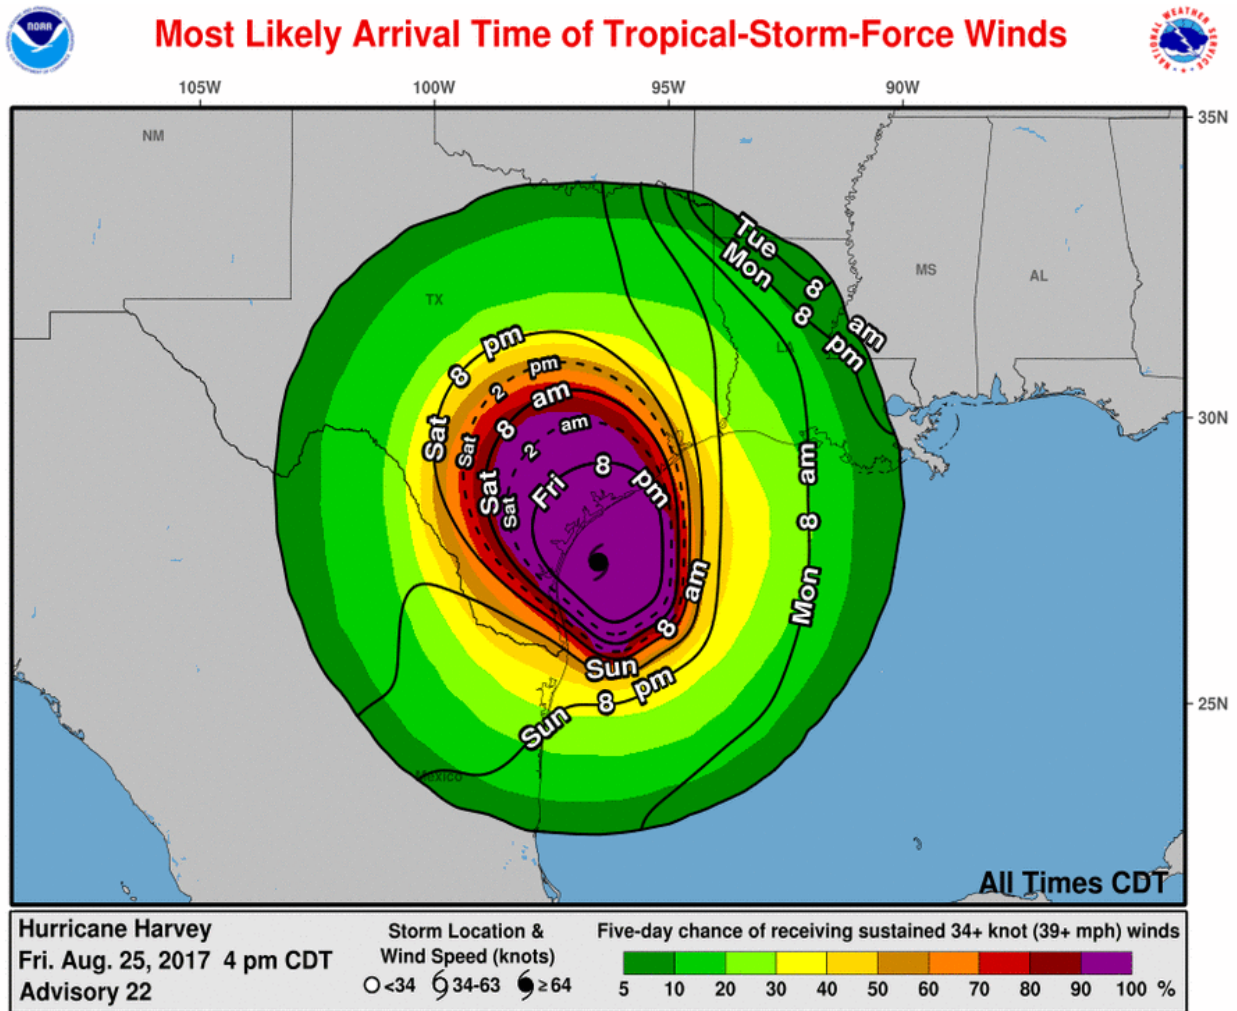 NOAA
Most Likely Arrival Time of Tropical-Storm-Force Winds
NATIONAL WEATHER SERVICE
105W 100W 95W 90W
35N
NM
Tue 8 am
Mon 8 pm
MS
AL
TX
LA
Sat 8 pm
Sat 2 pm
Sat 8 am
Sat 2 am
30N
Fri 8 pm
Mon 8 am
Sun 8 am
Sun 8 pm
25N
Mexico
All Times CDT
Hurricane Harvey
Fri. Aug. 25, 2017 4 pm CDT
Advisory 22
Storm Location &
Wind Speed (knots)
<34 34-63 ≥64
Five-day chance of receiving sustained 34+ knot (39+ mph) winds
5 10 20 30 40 50 60 70 80 90 100 %